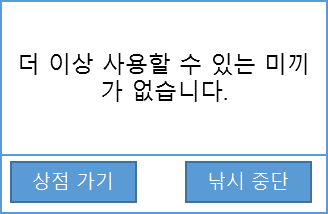 더 이상 사용할 수 있는 미끼
가 없습니다.
상점 가기
낚시 중단